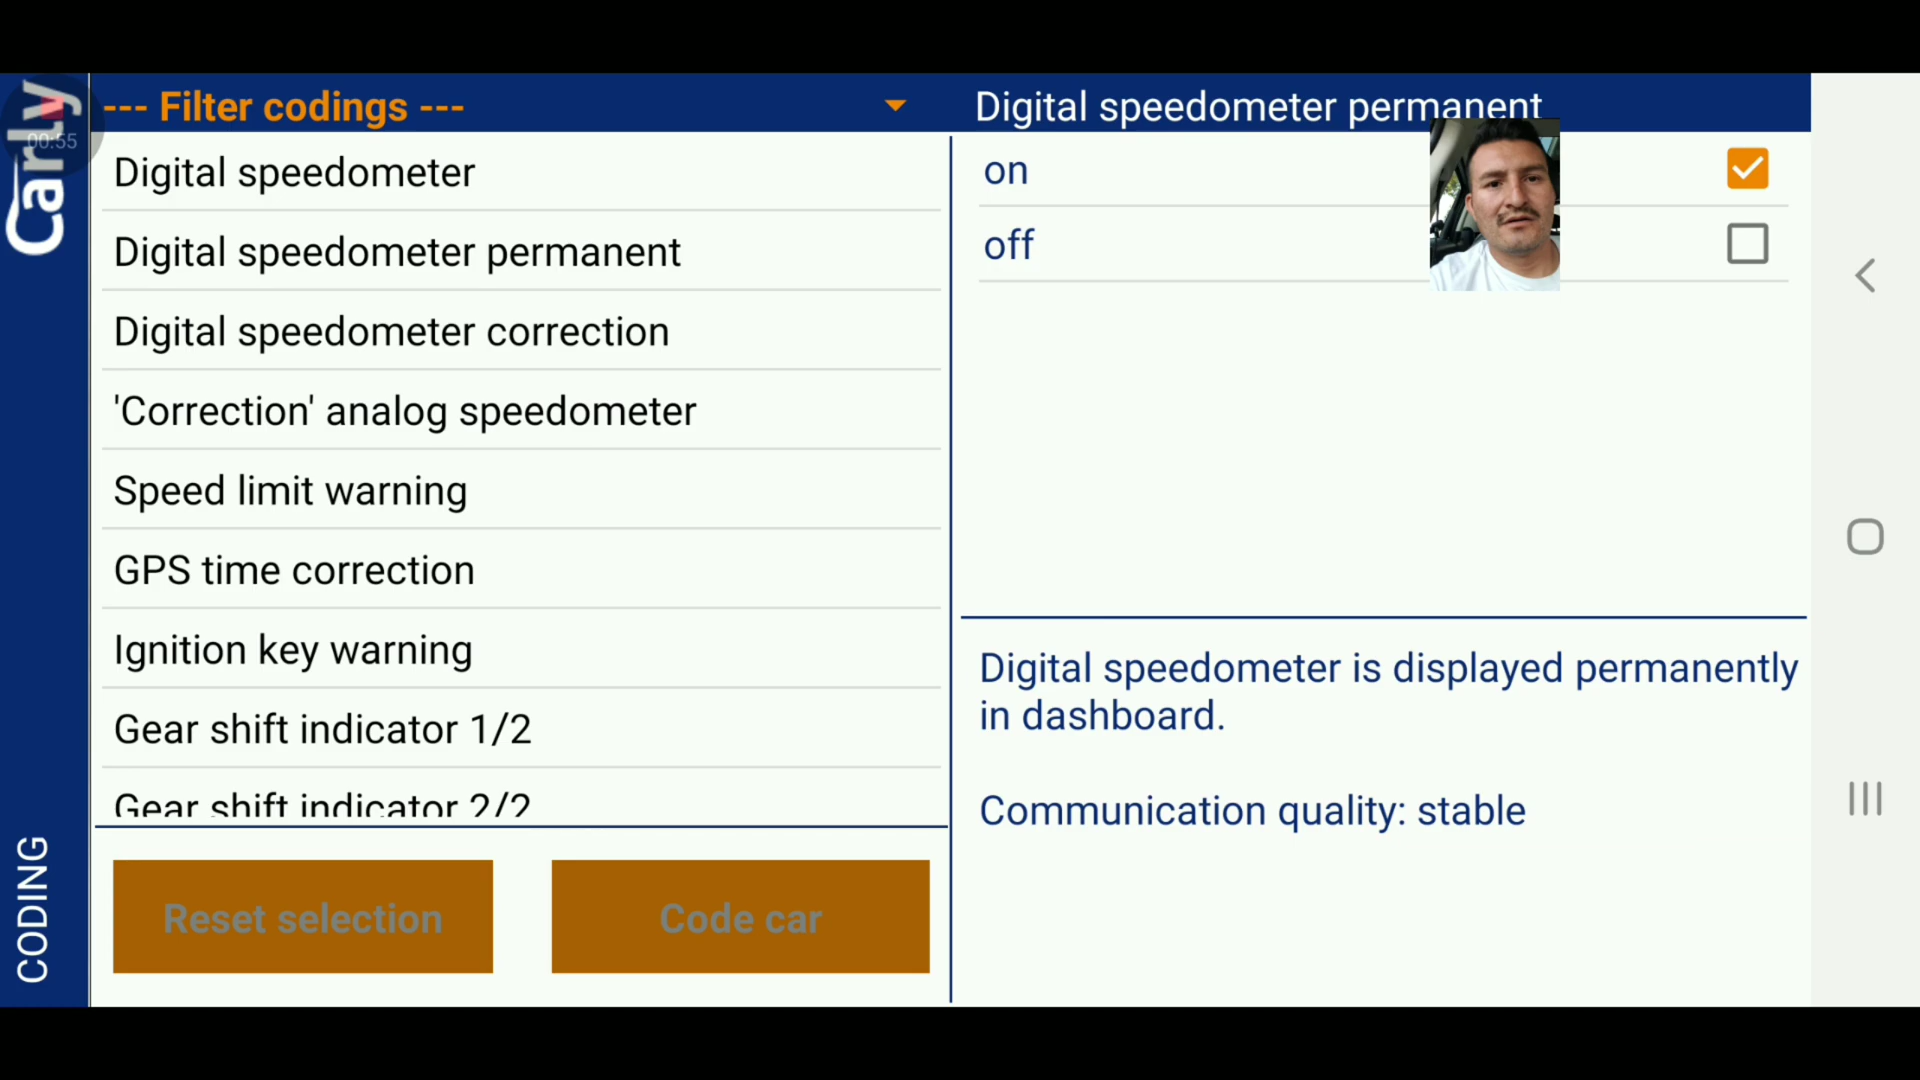 Carly
00:55
CODING
--- Filter codings ---
Digital speedometer
Digital speedometer permanent
Digital speedometer correction
'Correction' analog speedometer
Speed limit warning
GPS time correction
Ignition key warning
Gear shift indicator 1/2
Gear shift indicator 2/2
Reset selection
Code car
Digital speedometer permanent
on
off
Digital speedometer is displayed permanently
in dashboard.
Communication quality: stable